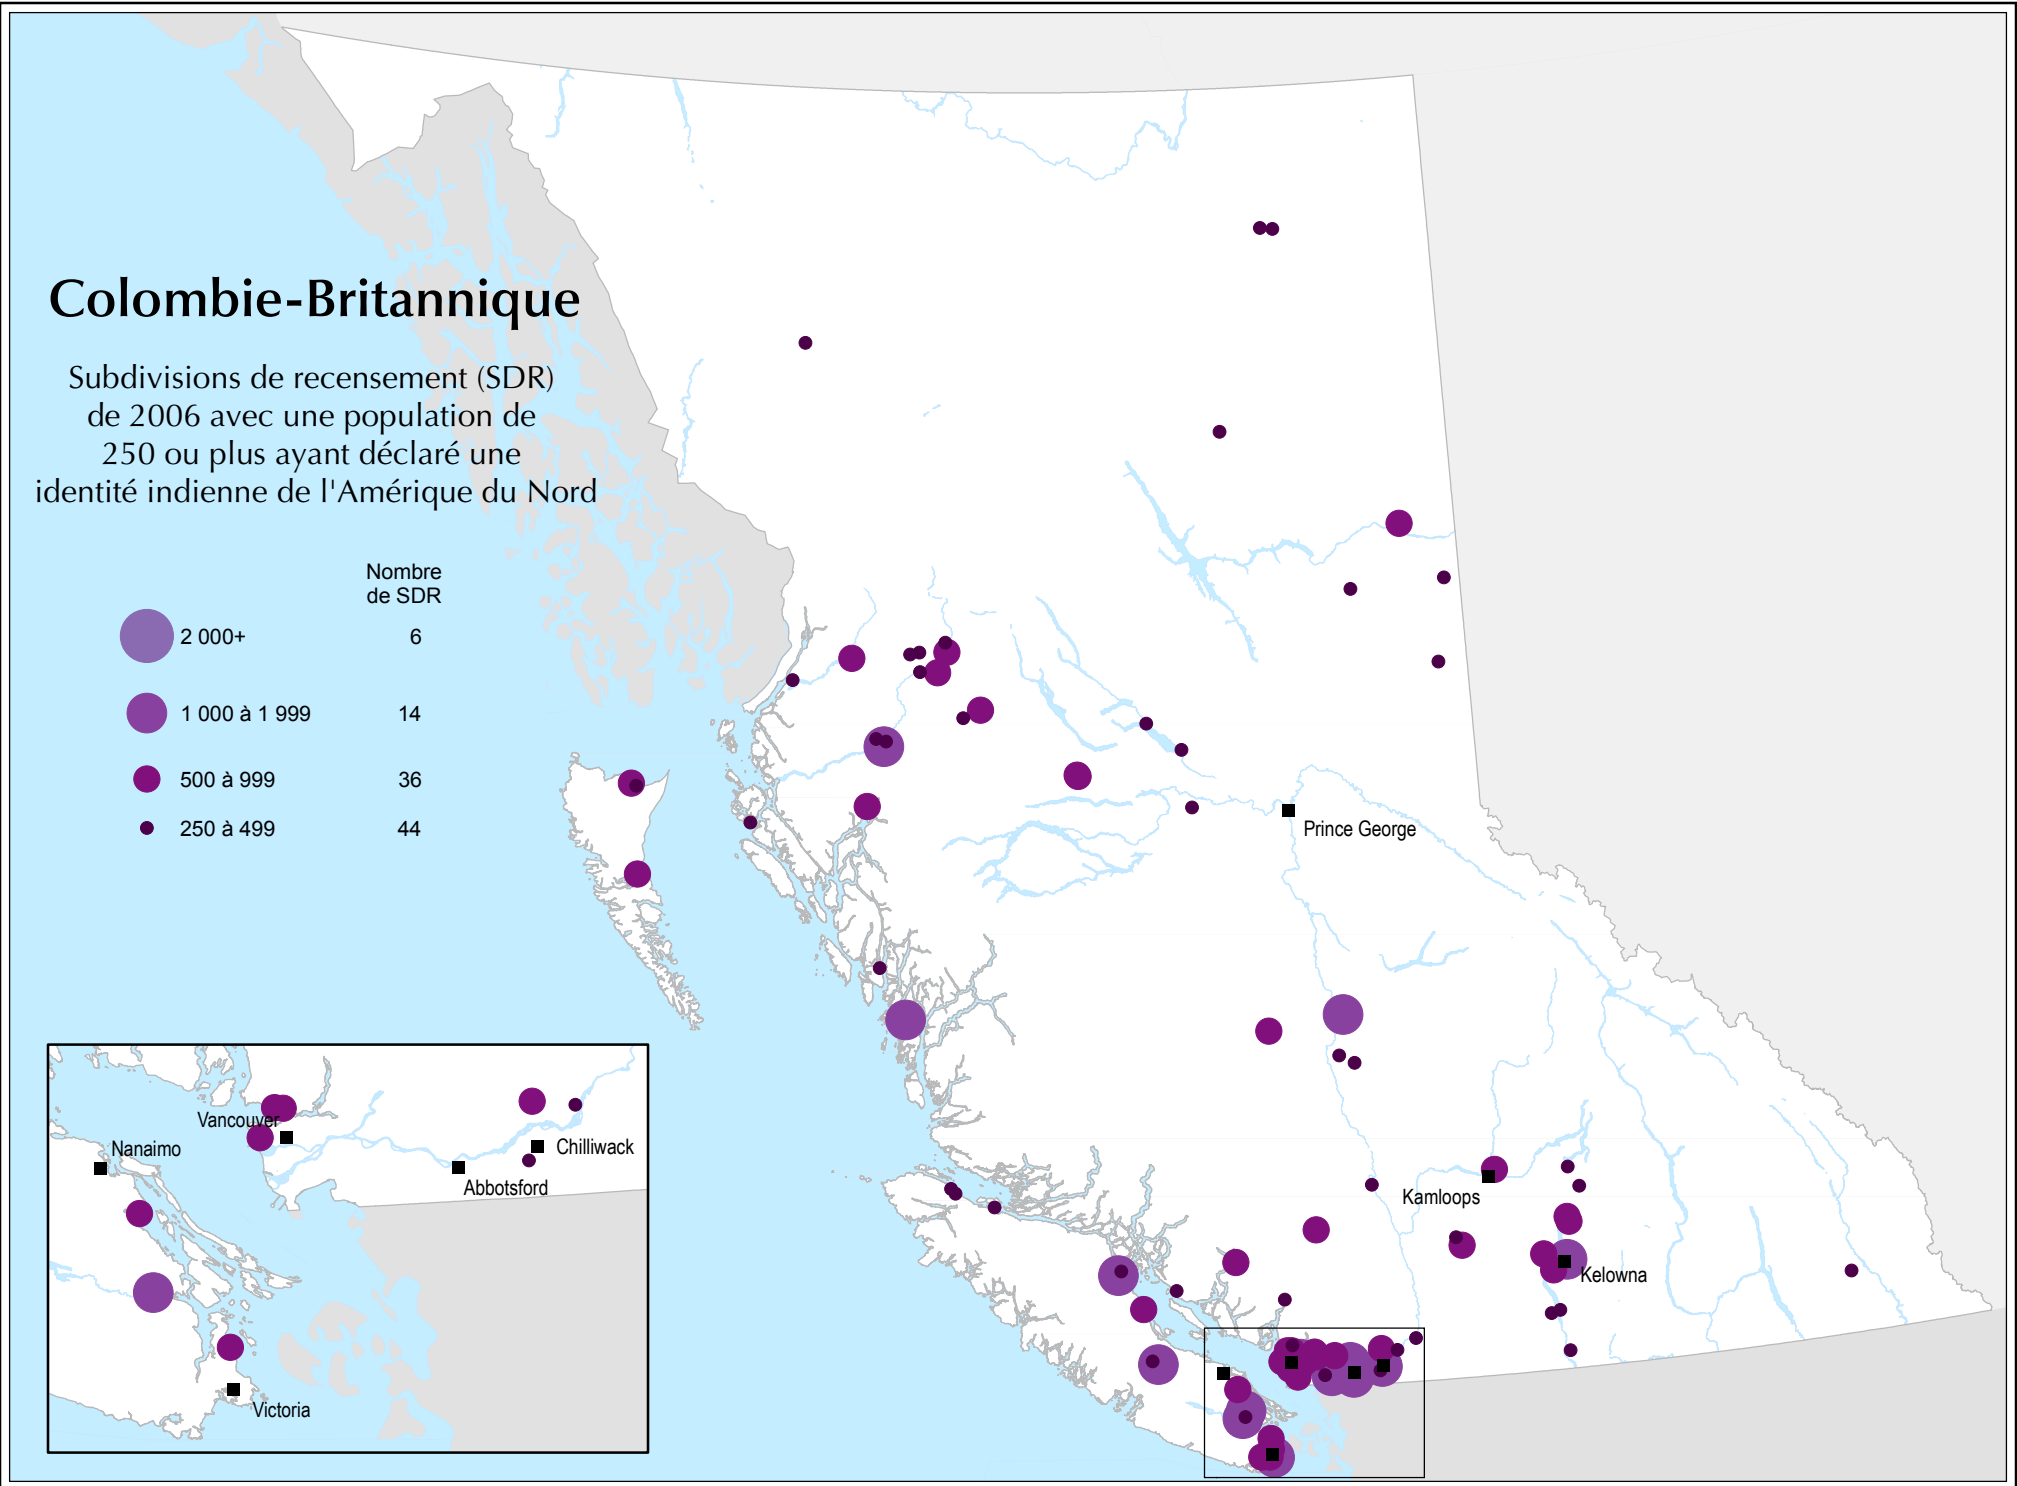 Colombie-Britannique
Subdivisions de recensement (SDR)
de 2006 avec une population de
250 ou plus ayant déclaré une
identité indienne de l'Amérique du Nord
Nombre
de SDR
2 000+ 6
1 000 à 1 999 14
500 à 999 36
250 à 499 44
Prince George
Kamloops
Kelowna
Vancouver
Nanaimo
Chilliwack
Abbotsford
Victoria